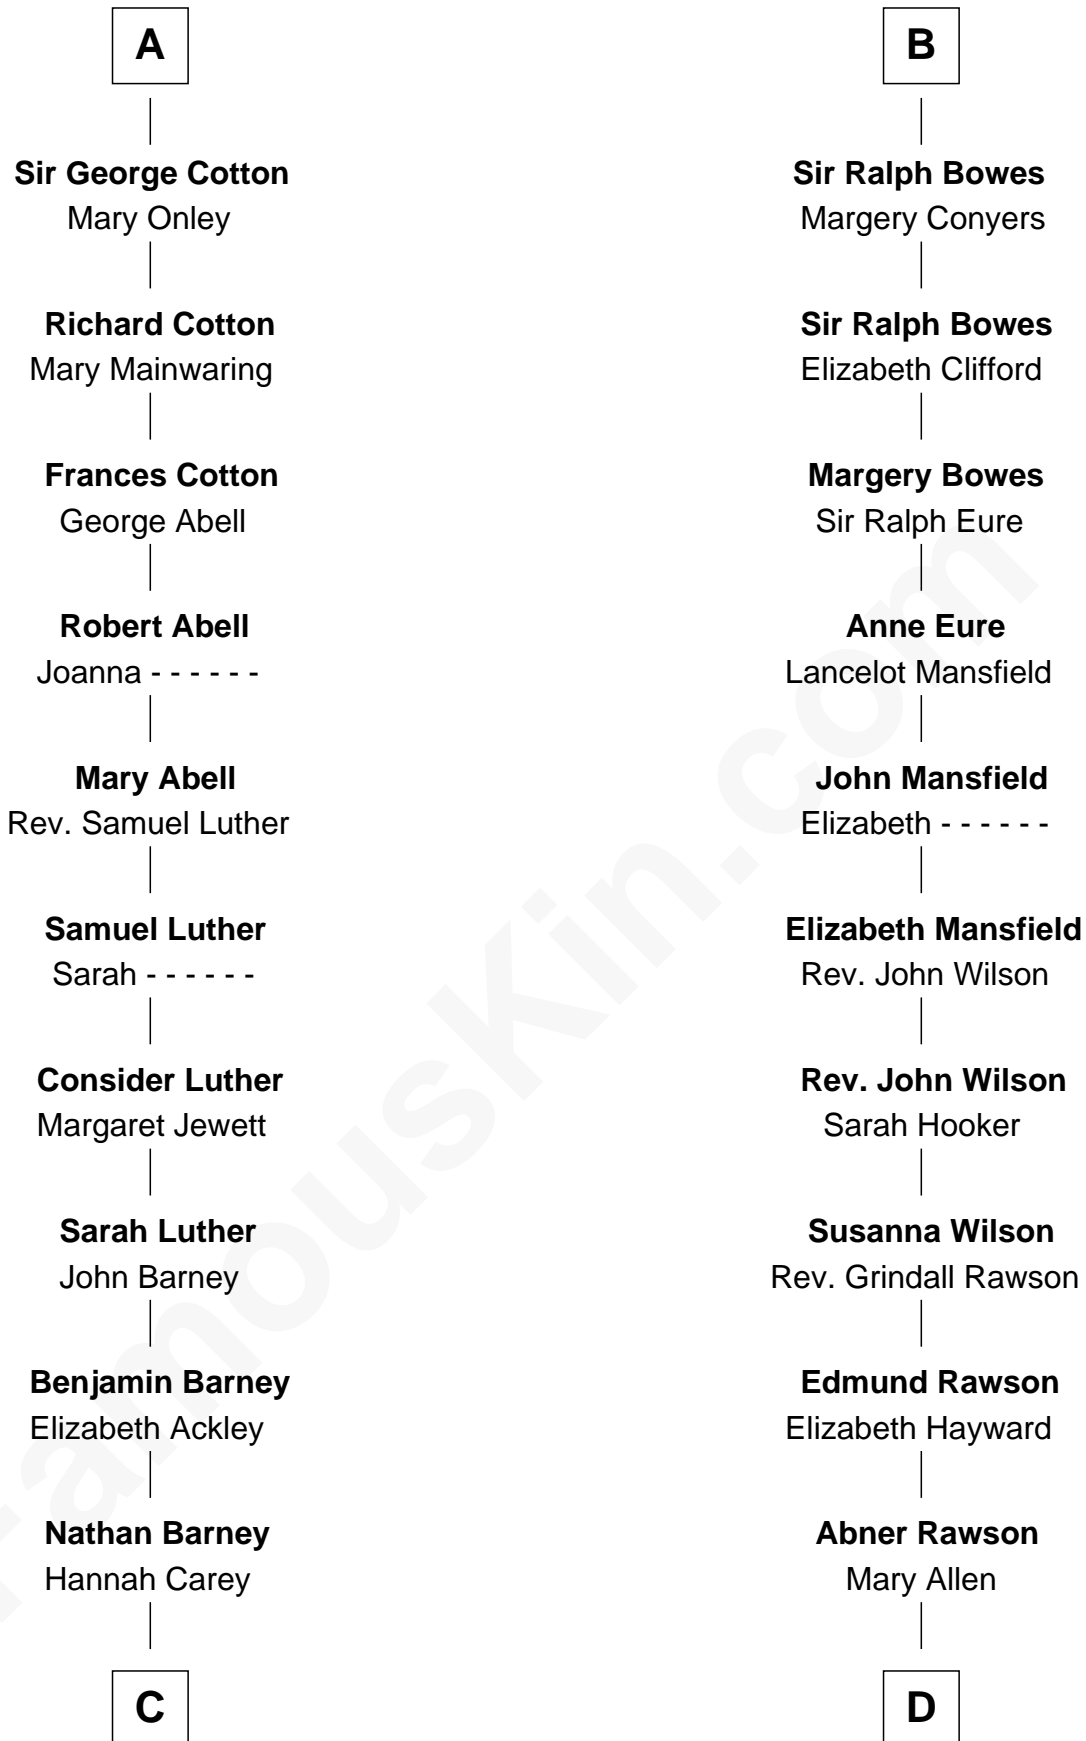 A
Sir George Cotton
Mary Onley
Richard Cotton
Mary Mainwaring
Frances Cotton
George Abell
Robert Abell
Joanna - - - - - -
Mary Abell
Rev. Samuel Luther
Samuel Luther
Sarah - - - - - -
Consider Luther
Margaret Jewett
Sarah Luther
John Barney
Benjamin Barney
Elizabeth Ackley
Nathan Barney
Hannah Carey
C
B
Sir Ralph Bowes
Margery Conyers
Sir Ralph Bowes
Elizabeth Clifford
Margery Bowes
Sir Ralph Eure
Anne Eure
Lancelot Mansfield
John Mansfield
Elizabeth - - - - - -
Elizabeth Mansfield
Rev. John Wilson
Rev. John Wilson
Sarah Hooker
Susanna Wilson
Rev. Grindall Rawson
Edmund Rawson
Elizabeth Hayward
Abner Rawson
Mary Allen
D
FamousKin.com